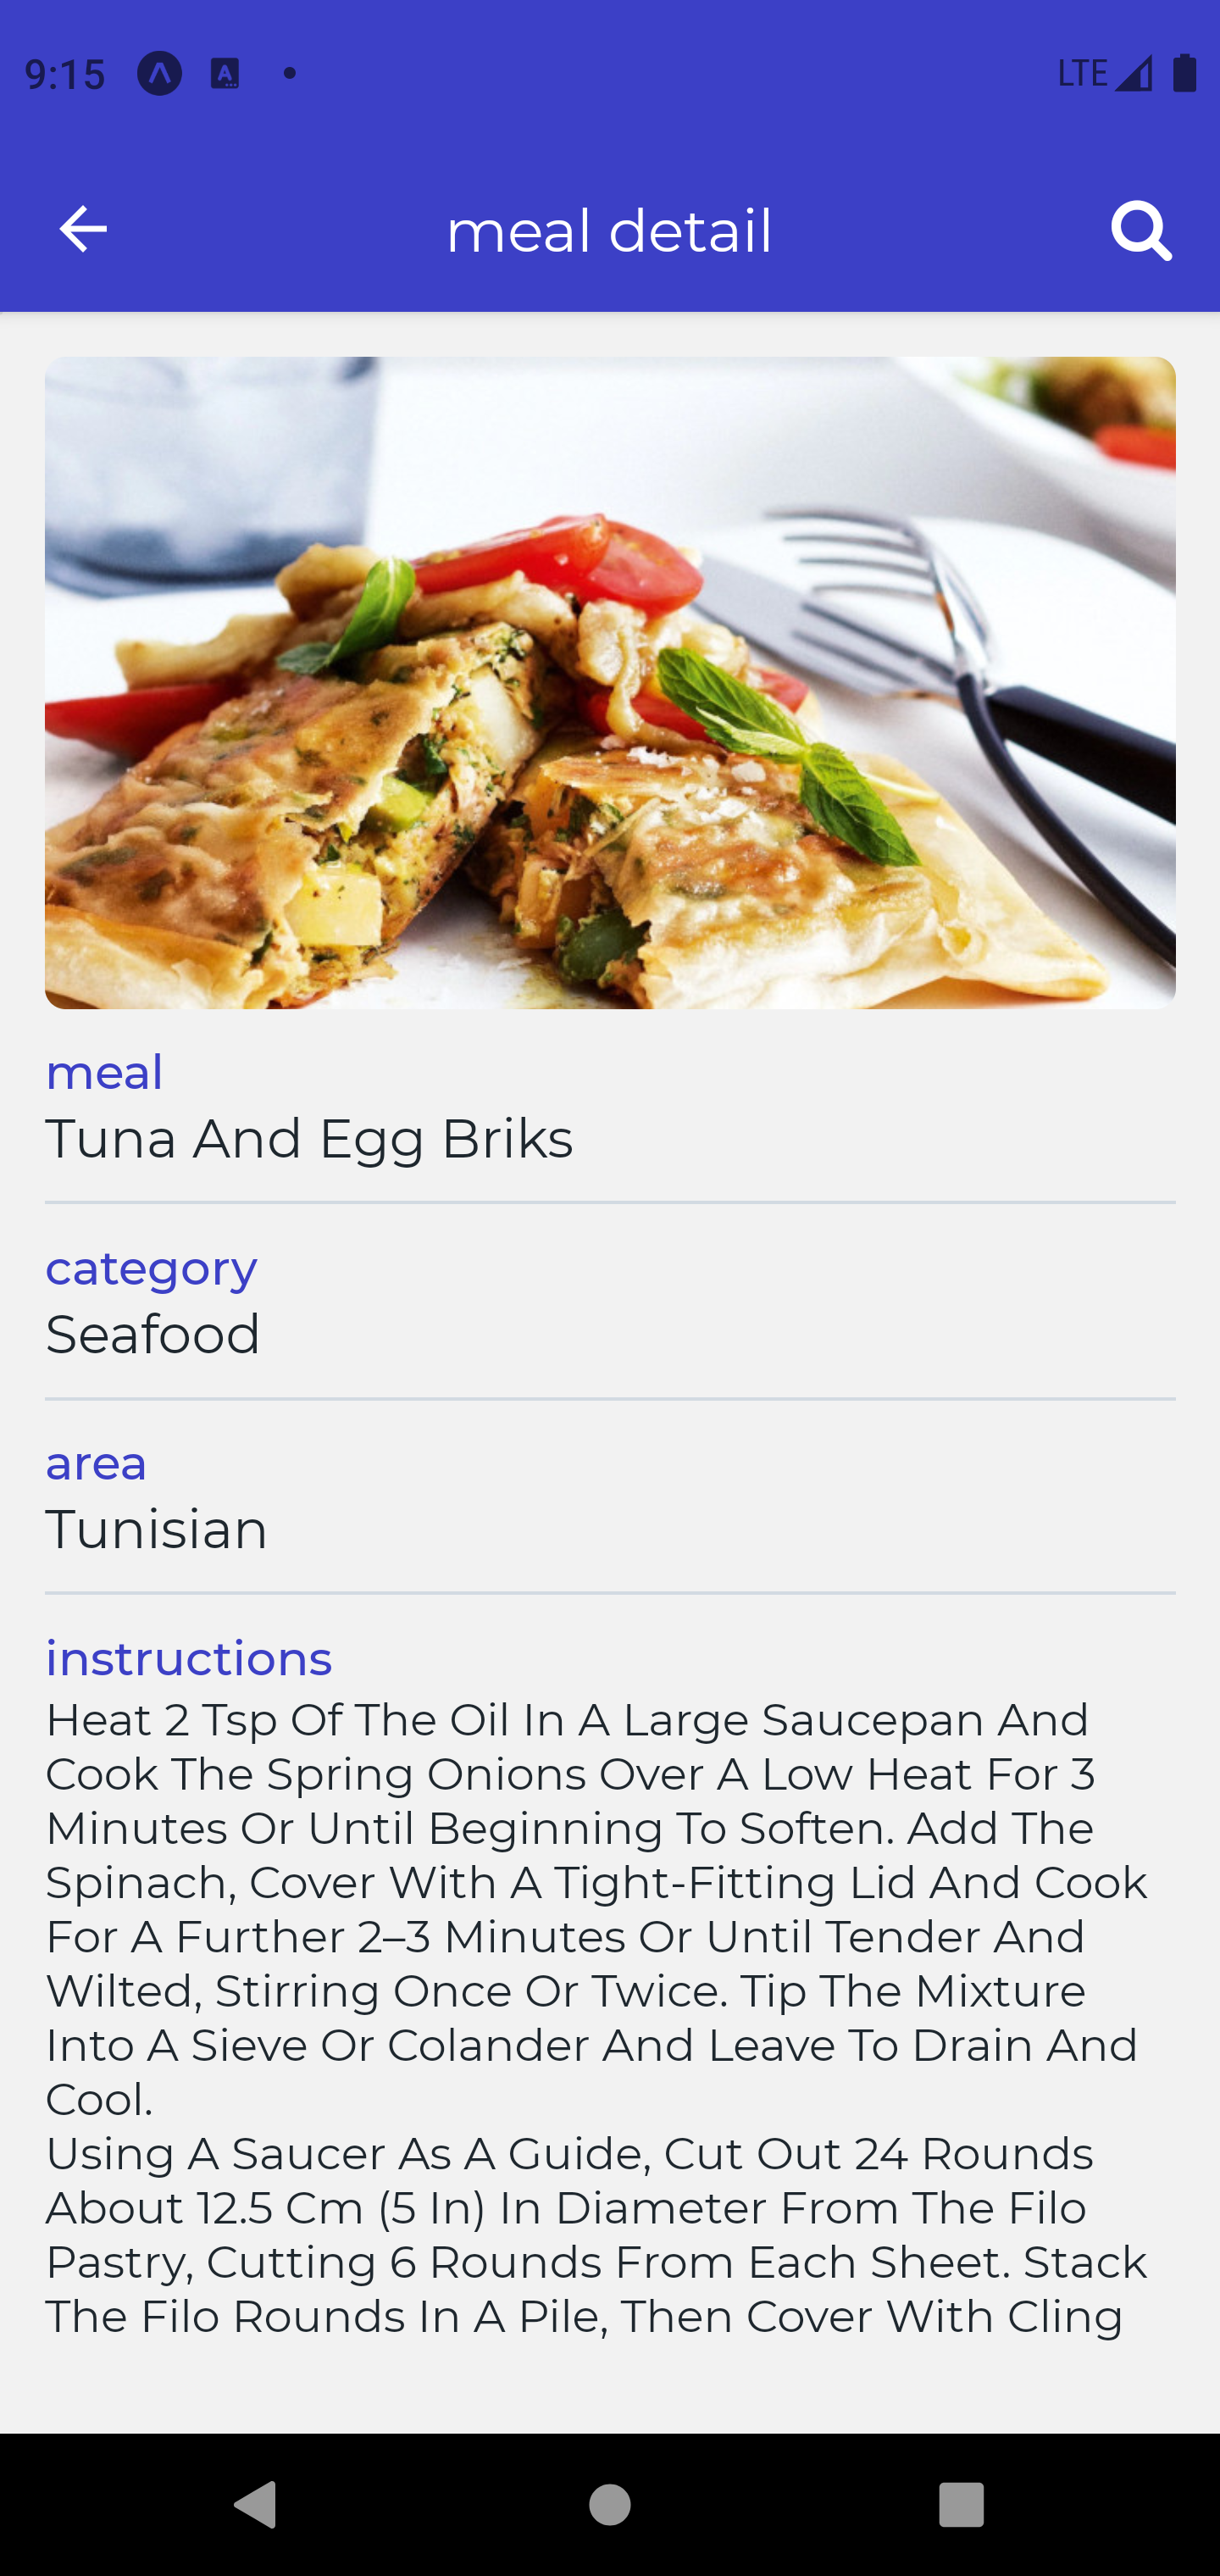 9:15
A
LTE
meal detail
meal
Tuna And Egg Briks
category
Seafood
area
Tunisian
instructions
Heat 2 Tsp Of The Oil In A Large Saucepan And
Cook The Spring Onions Over A Low Heat For 3
Minutes Or Until Beginning To Soften. Add The
Spinach, Cover With A Tight-Fitting Lid And Cook
For A Further 2–3 Minutes Or Until Tender And
Wilted, Stirring Once Or Twice. Tip The Mixture
Into A Sieve Or Colander And Leave To Drain And
Cool.
Using A Saucer As A Guide, Cut Out 24 Rounds
About 12.5 Cm (5 In) In Diameter From The Filo
Pastry, Cutting 6 Rounds From Each Sheet. Stack
The Filo Rounds In A Pile, Then Cover With Cling